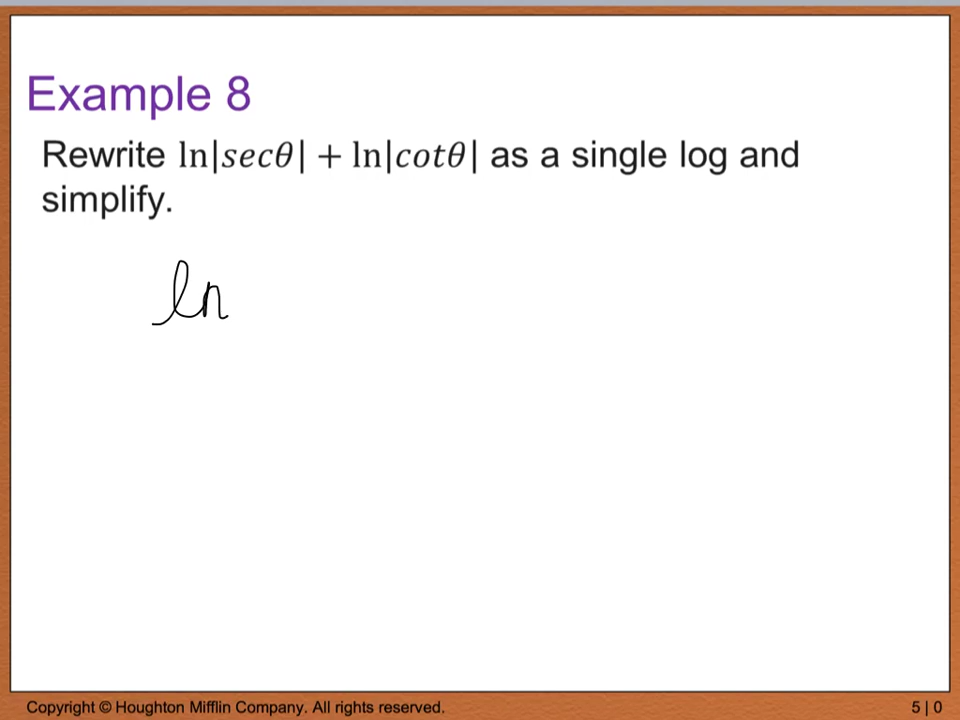 Example 8
Rewrite ln|secθ| + ln|cotθ| as a single log and
simplify.
ln
Copyright © Houghton Mifflin Company. All rights reserved.
5 | 0